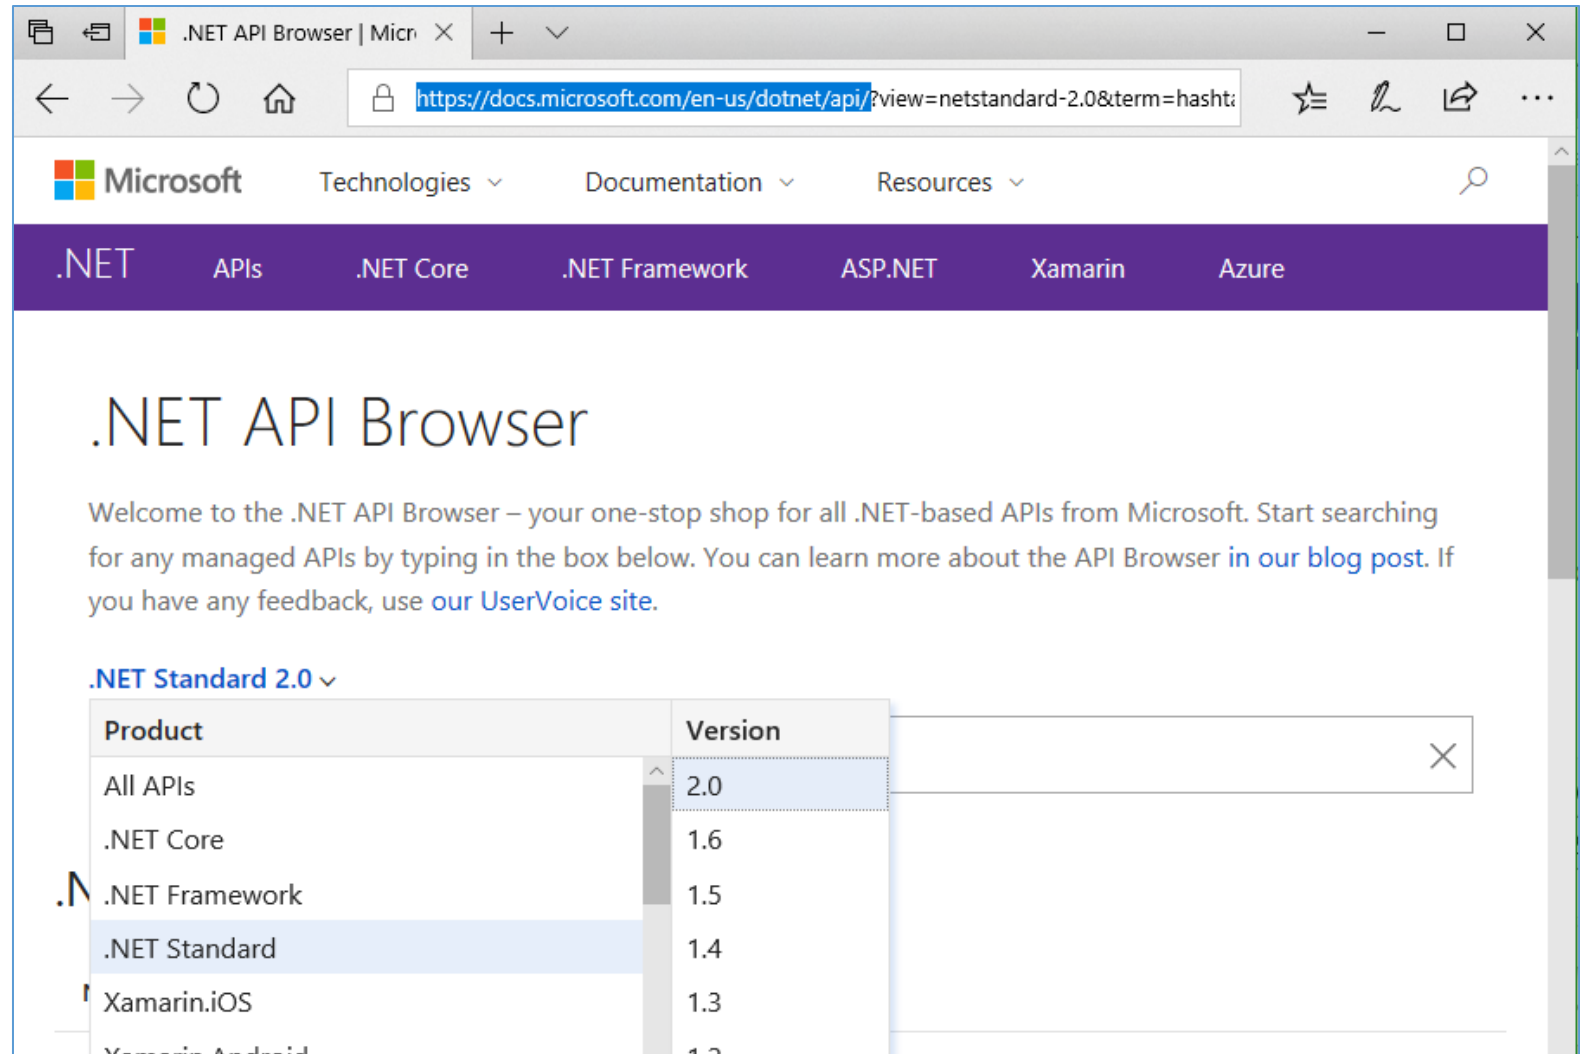 .NET API Browser | Micr
https://docs.microsoft.com/en-us/dotnet/api/?view=netstandard-2.0&term=hashta
Microsoft Technologies Documentation Resources
.NET APIs .NET Core .NET Framework ASP.NET Xamarin Azure
.NET API Browser
Welcome to the .NET API Browser – your one-stop shop for all .NET-based APIs from Microsoft. Start searching
for any managed APIs by typing in the box below. You can learn more about the API Browser in our blog post. If
you have any feedback, use our UserVoice site.
.NET Standard 2.0
Product Version
All APIs 2.0
.NET Core 1.6
.NET Framework 1.5
.NET Standard 1.4
Xamarin.iOS 1.3
Xamarin.Android 1.2